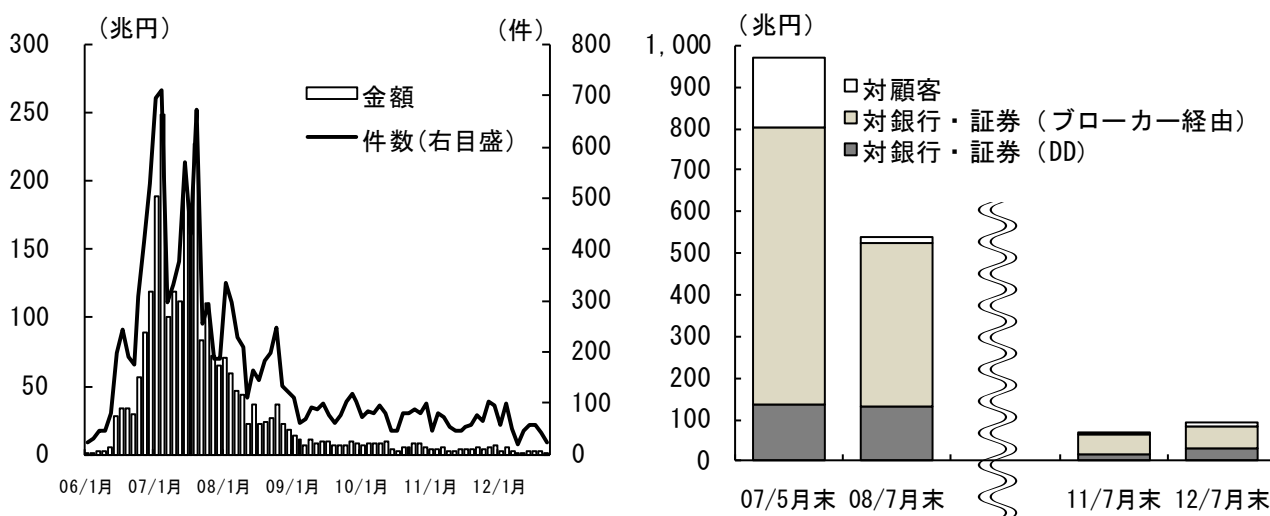 （兆円）
（件）
300
250
200
150
100
50
0
800
700
600
500
400
300
200
100
0
金額
件数(右目盛)
06/1月 07/1月 08/1月 09/1月 10/1月 11/1月 12/1月
（兆円）
1,000
900
800
700
600
500
400
300
200
100
0
対顧客
対銀行・証券（ブローカー経由）
対銀行・証券（DD）
07/5月末 08/7月末 11/7月末 12/7月末